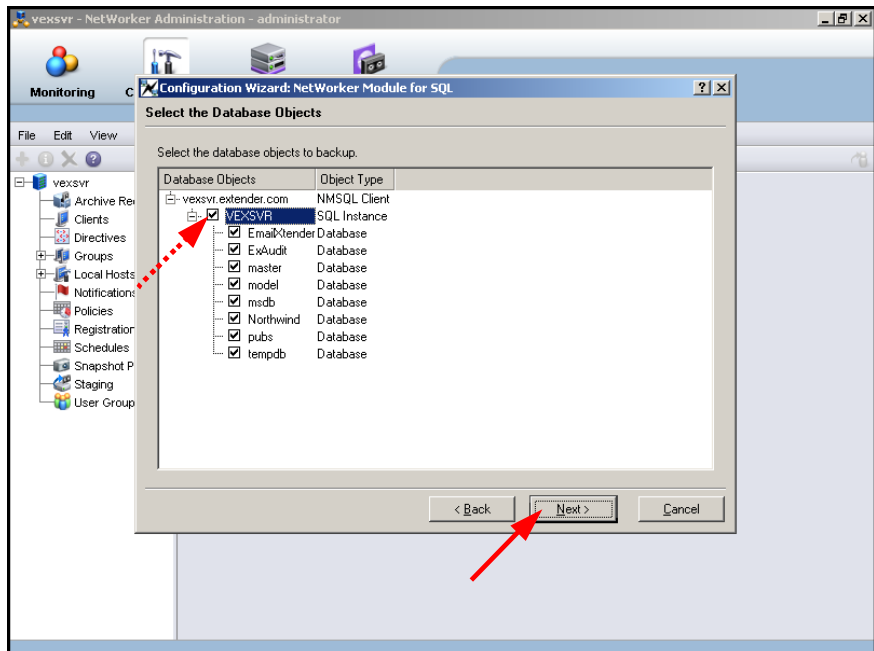 vexsvr - NetWorker Administration - administrator
Monitoring
C
Configuration Wizard: NetWorker Module for SQL
Select the Database Objects
File Edit View
Select the database objects to backup.
Database Objects Object Type
vexsvr.extender.com NMSQL Client
VEXSVR SQL Instance
EmailXtender Database
ExAudit Database
master Database
model Database
msdb Database
Northwind Database
pubs Database
tempdb Database
vexsvr
Archive Re
Clients
Directives
Groups
Local Hosts
Notifications
Policies
Registration
Schedules
Snapshot P
Staging
User Group
< Back Next > Cancel